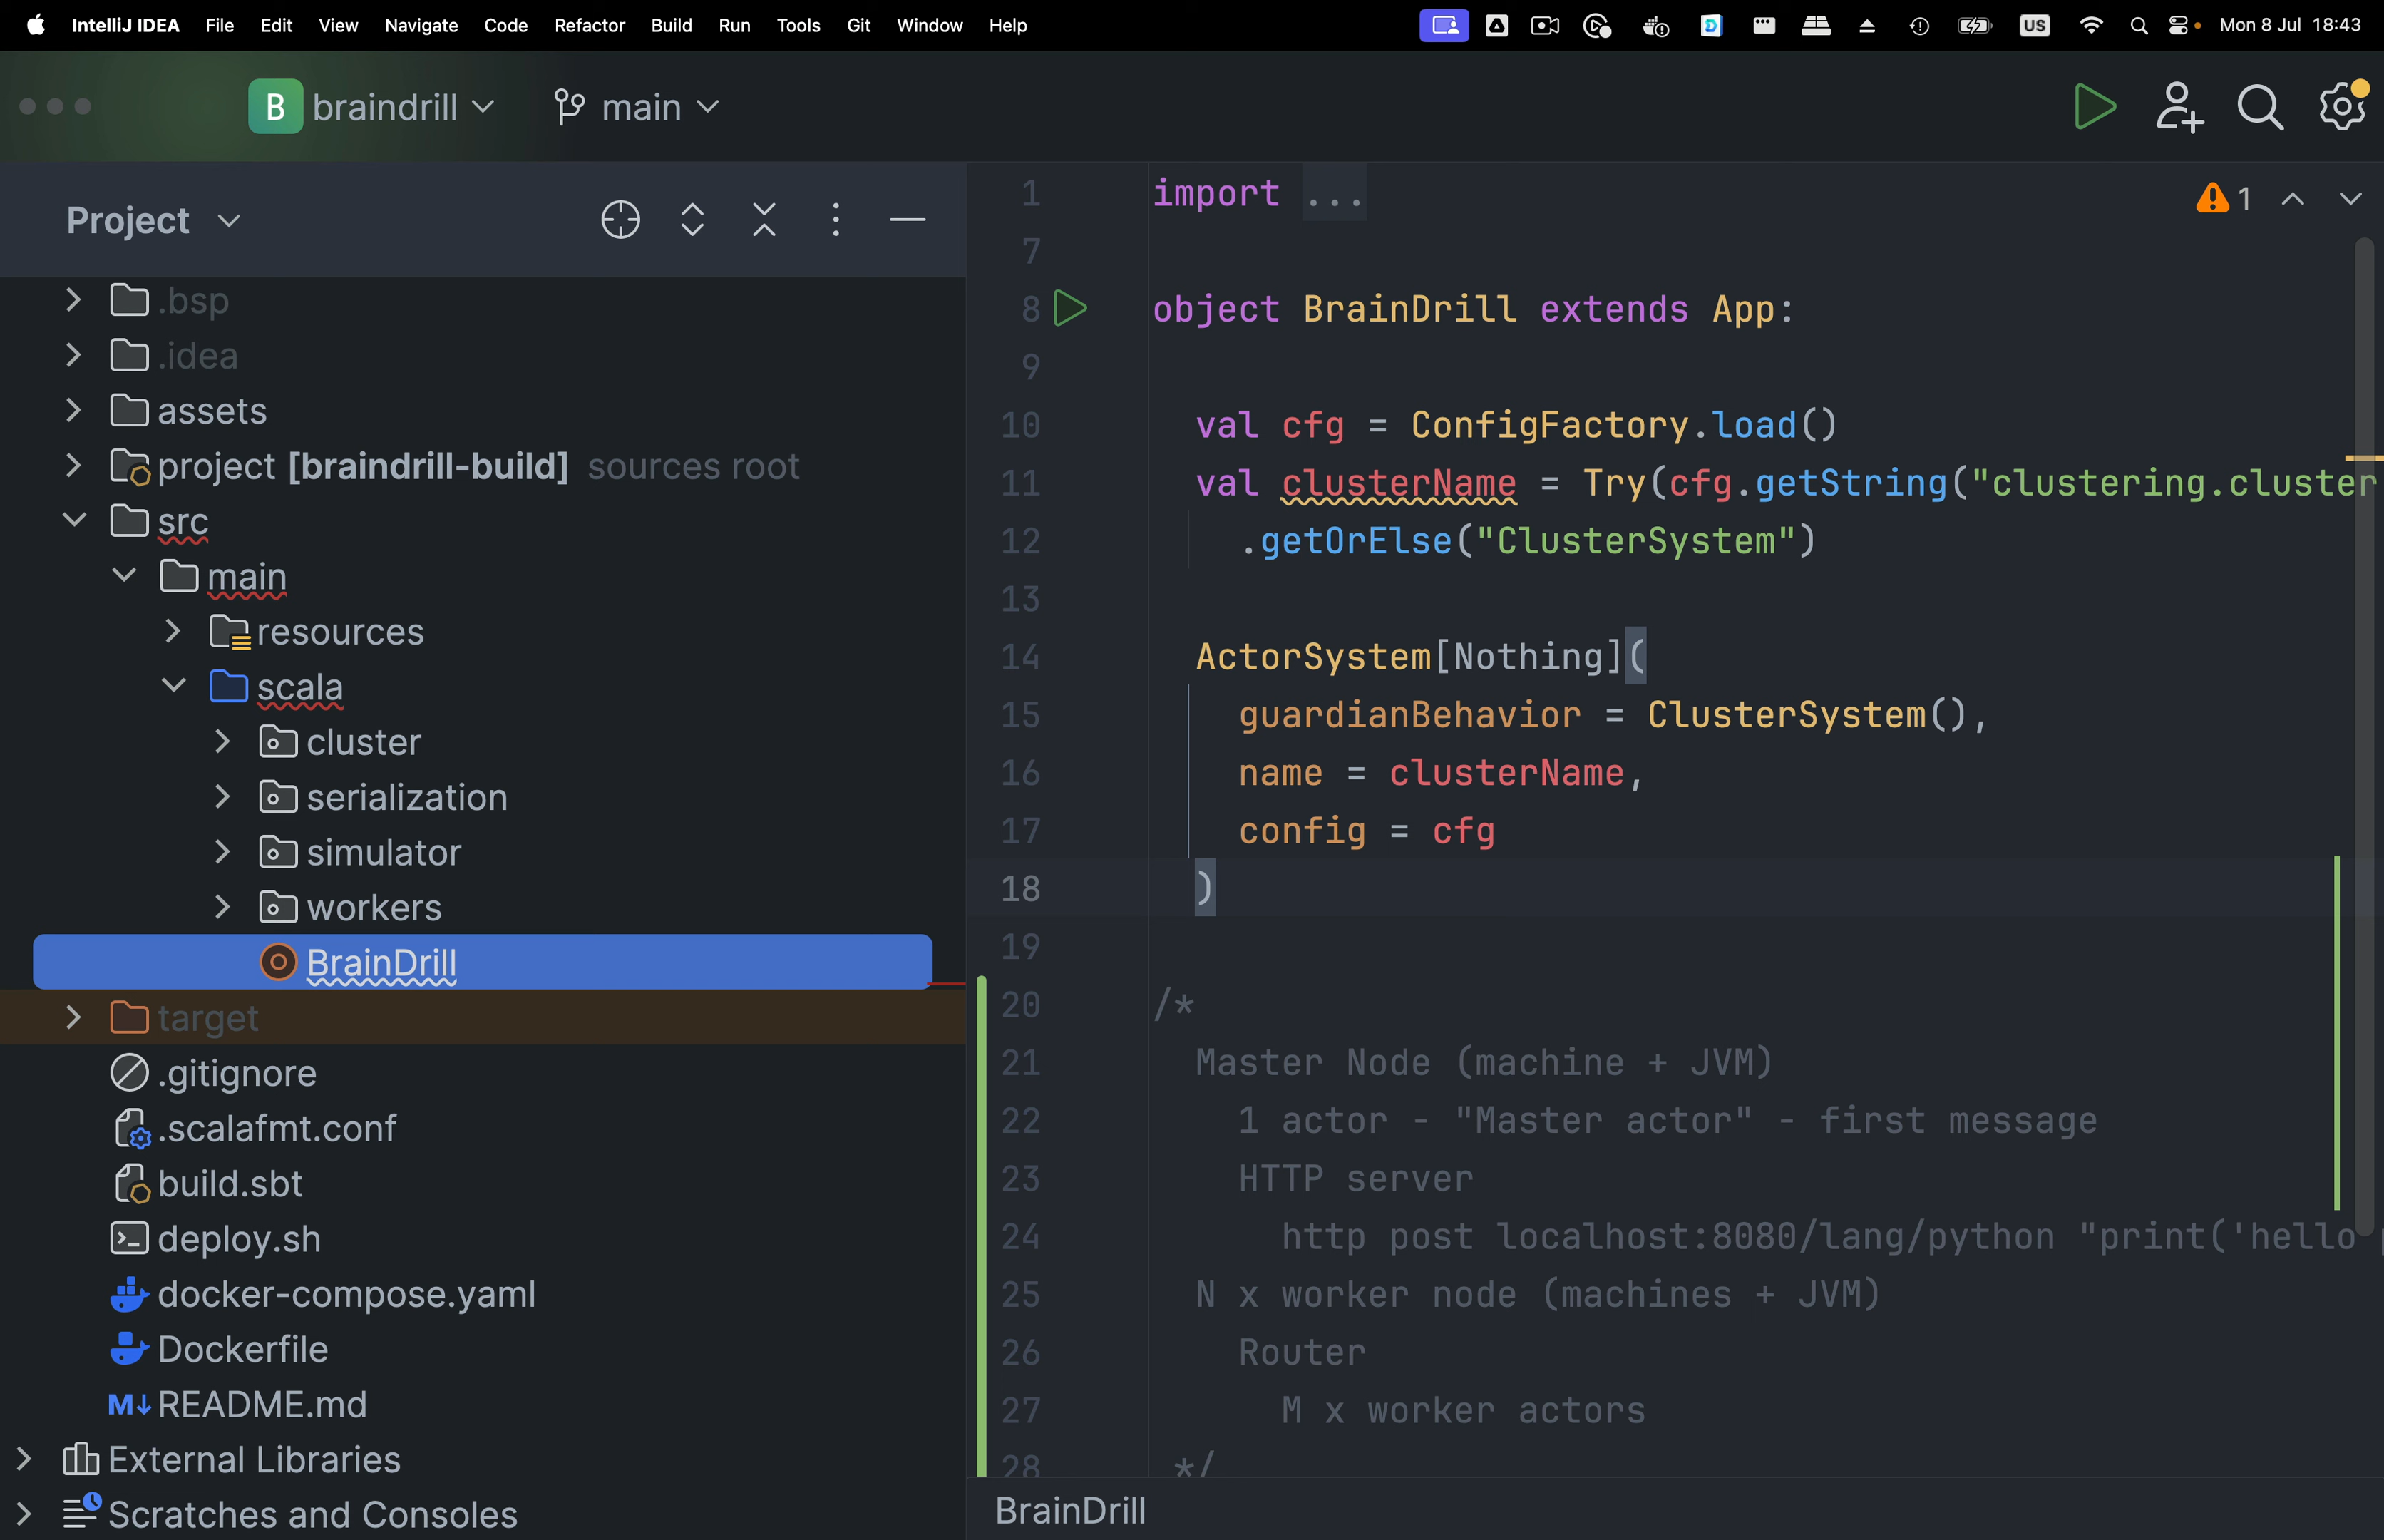 IntelliJ IDEA File Edit View Navigate Code Refactor Build Run Tools Git Window Help US Mon 8 Jul 18:43
B braindrill main
Project
.bsp
.idea
assets
project [braindrill-build] sources root
src
main
resources
scala
cluster
serialization
simulator
workers
BrainDrill
target
.gitignore
.scalafmt.conf
build.sbt
deploy.sh
docker-compose.yaml
Dockerfile
M↓ README.md
External Libraries
Scratches and Consoles
1 import ...
1
7
8 object BrainDrill extends App:
9
10 val cfg = ConfigFactory.load()
11 val clusterName = Try(cfg.getString("clustering.cluster
12 .getOrElse("ClusterSystem")
13
14 ActorSystem[Nothing](
15 guardianBehavior = ClusterSystem(),
16 name = clusterName,
17 config = cfg
18 )
19
20 /*
21 Master Node (machine + JVM)
22 1 actor - "Master actor" - first message
23 HTTP server
24 http post localhost:8080/lang/python "print('hello
25 N x worker node (machines + JVM)
26 Router
27 M x worker actors
28 */
BrainDrill